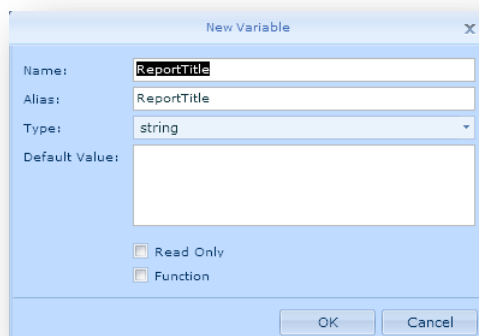 New Variable
x
Name: ReportTitle
Alias: ReportTitle
Type: string
Default Value:
Read Only
Function
OK Cancel